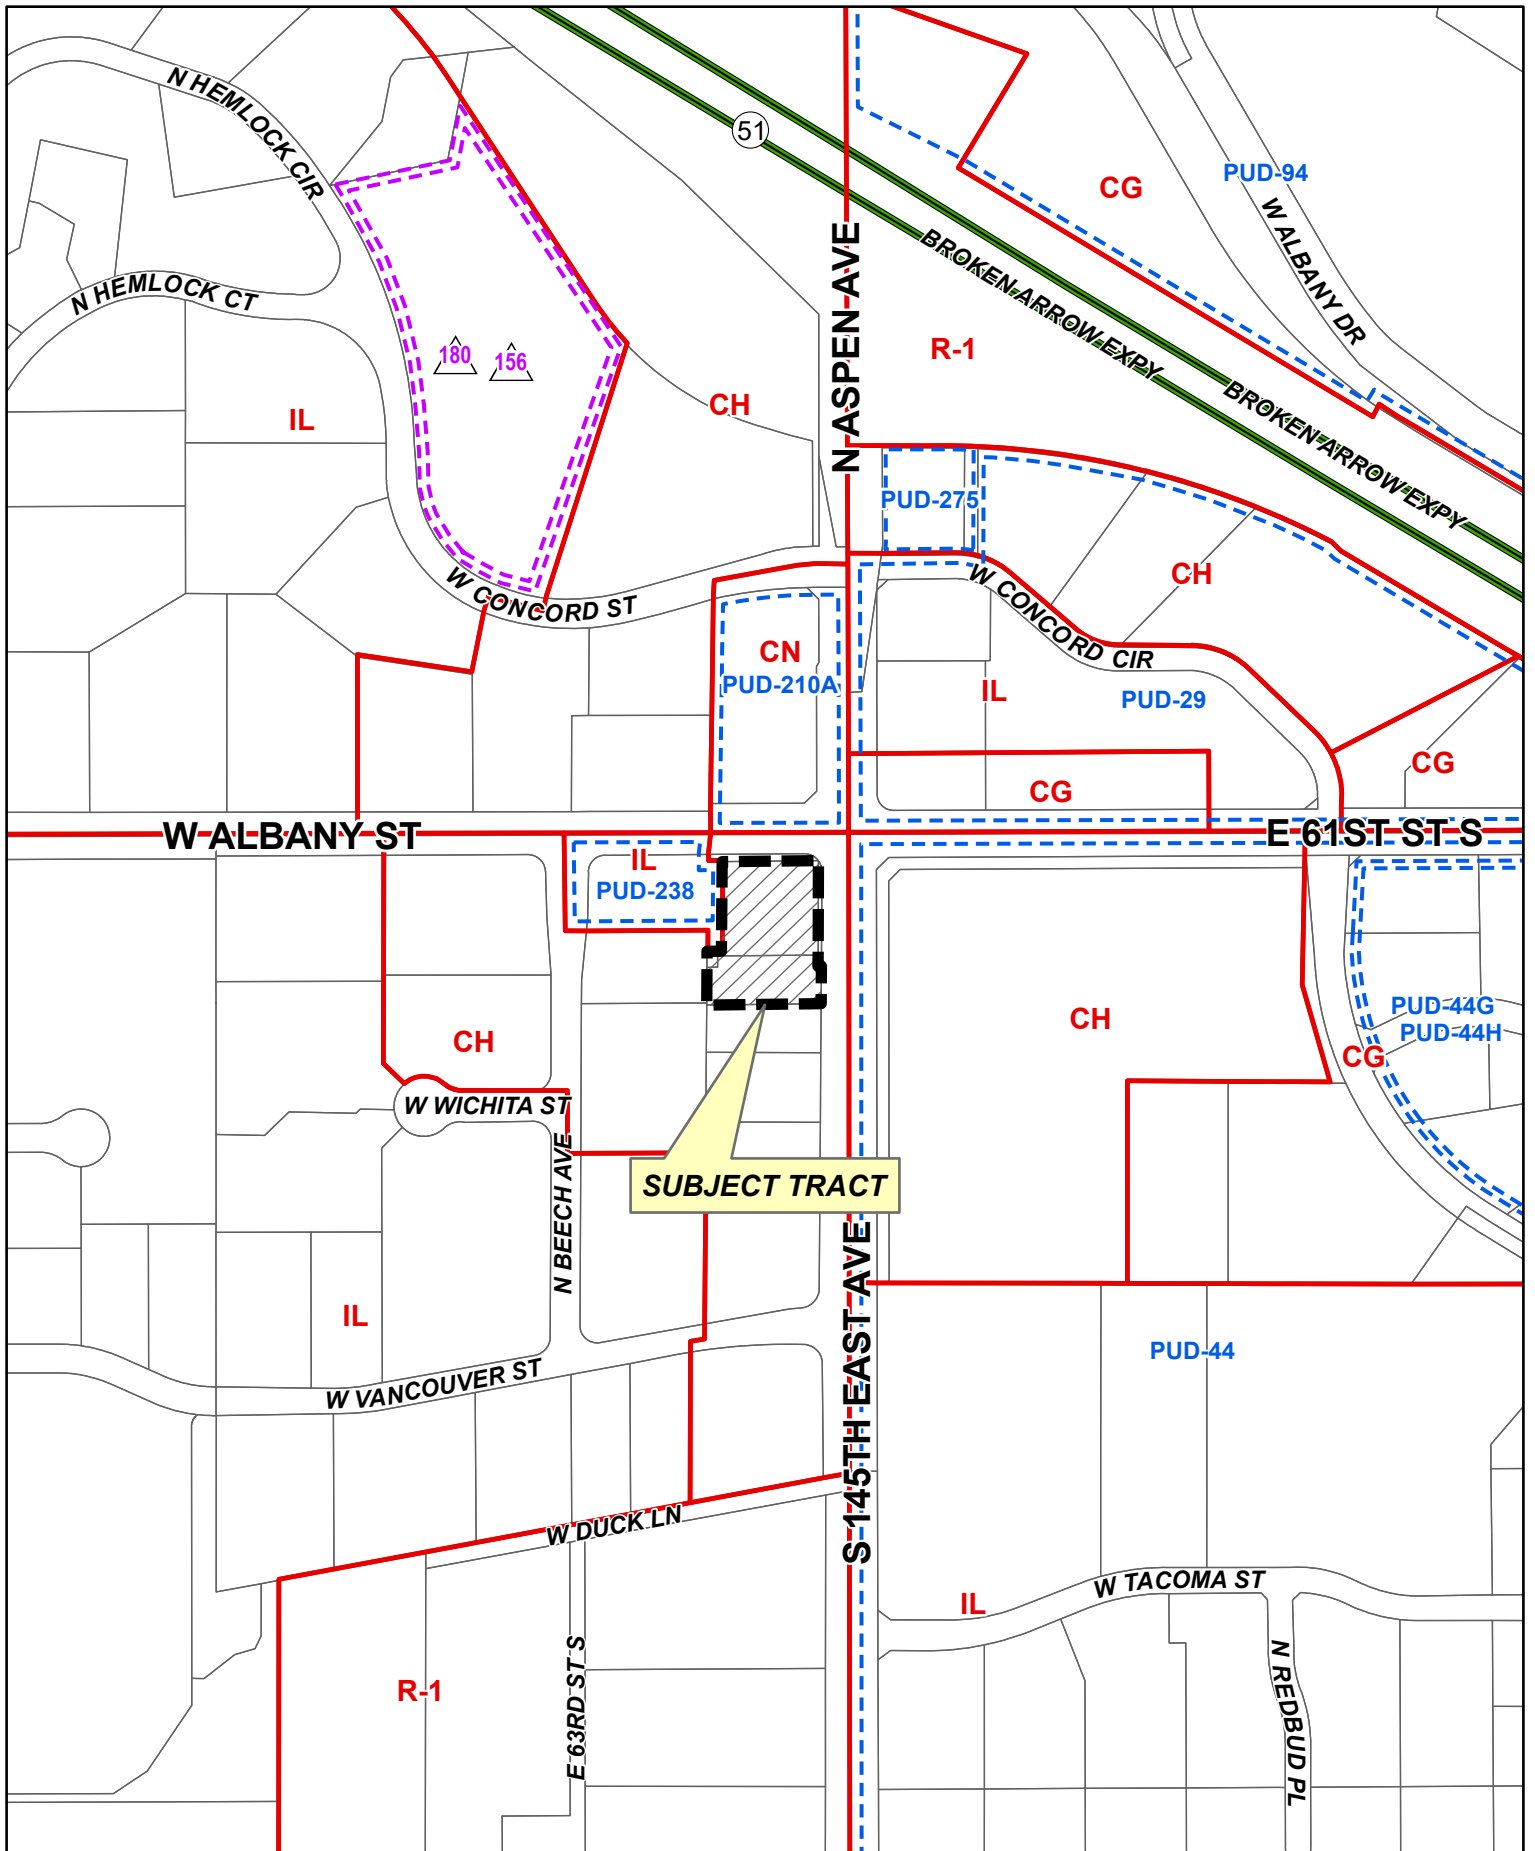 N HEMLOCK CIR
51
PUD-94
CG
W ALBANY DR
N ASPEN AVE
BROKEN ARROW EXPY
N HEMLOCK CT
180
156
R-1
BROKEN ARROW EXPY
IL
CH
PUD-275
W CONCORD ST
W CONCORD CIR
CH
CN
PUD-210A
IL
PUD-29
CG
CG
W ALBANY ST
E 61ST ST S
IL
PUD-238
PUD-44G
PUD-44H
CH
CH
CG
W WICHITA ST
N BEECH AVE
SUBJECT TRACT
S 145TH EAST AVE
IL
PUD-44
W VANCOUVER ST
W DUCK LN
W TACOMA ST
IL
E 63RD ST S
N REDBUD PL
R-1